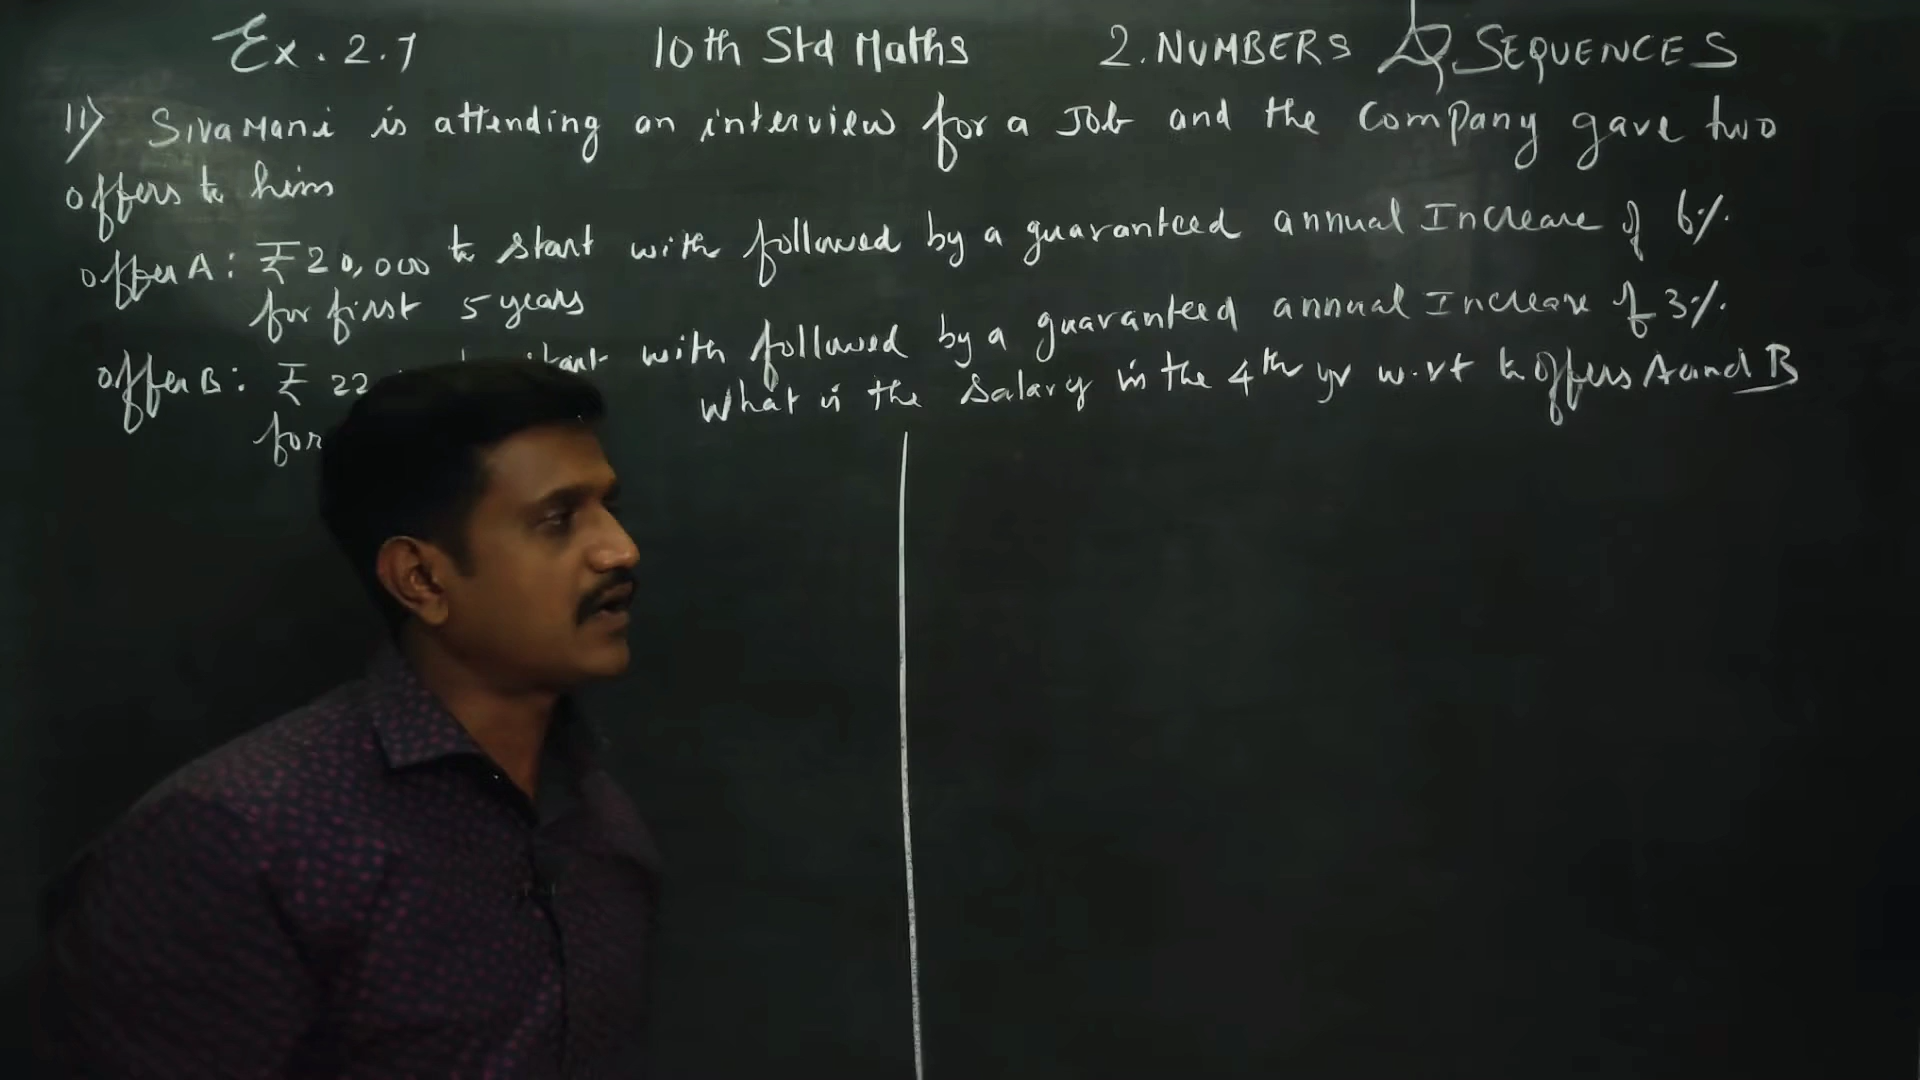 Ex. 2.7 10th Std Maths 2. NUMBERS & SEQUENCES
11) Sivamani is attending an interview for a Job and the Company gave two
offers to him
offer A: ₹ 20,000 to start with followed by a guaranteed annual Increase of 6%
for first 5 years
offer B: ₹ 22 start with followed by a guaranteed annual Increase of 3%
for What is the salary in the 4th yr w.r.t to offers A and B